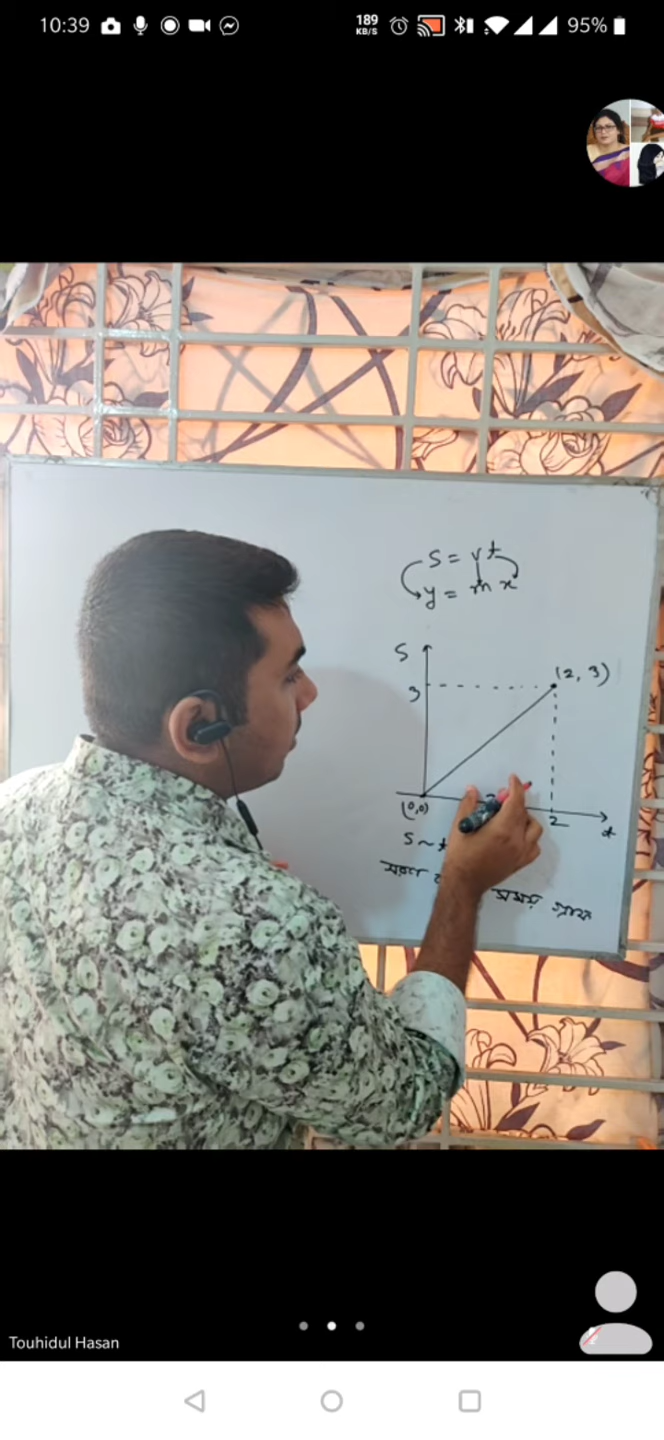 10:39 189 KB/S 95%
S = vt
y = mx
S
3
(2, 3)
(0,0)
2
t
S ~ t
সরণ
সময়
Touhidul Hasan